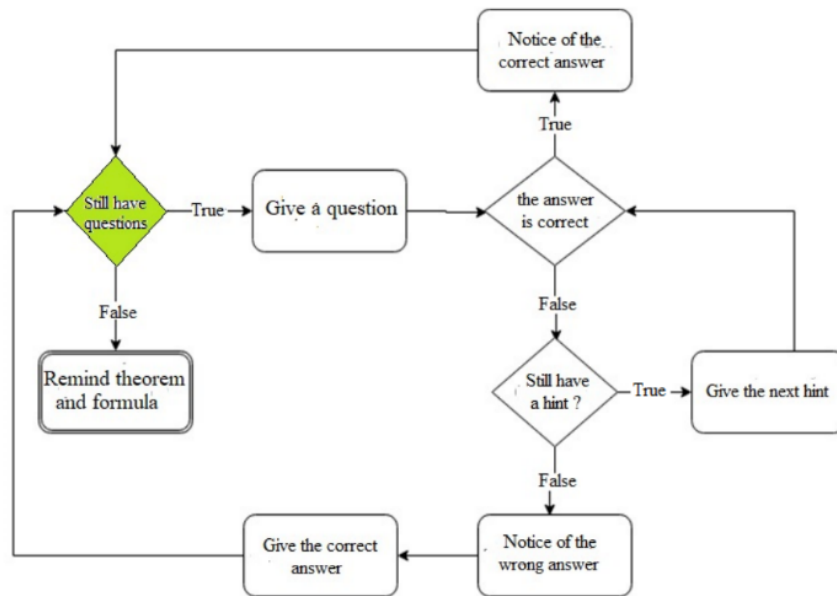 Notice of the
correct answer
True
Still have
questions
True
Give a question
the answer
is correct
False
False
Remind theorem
and formula
Still have
a hint ?
True
Give the next hint
False
Give the correct
answer
Notice of the
wrong answer